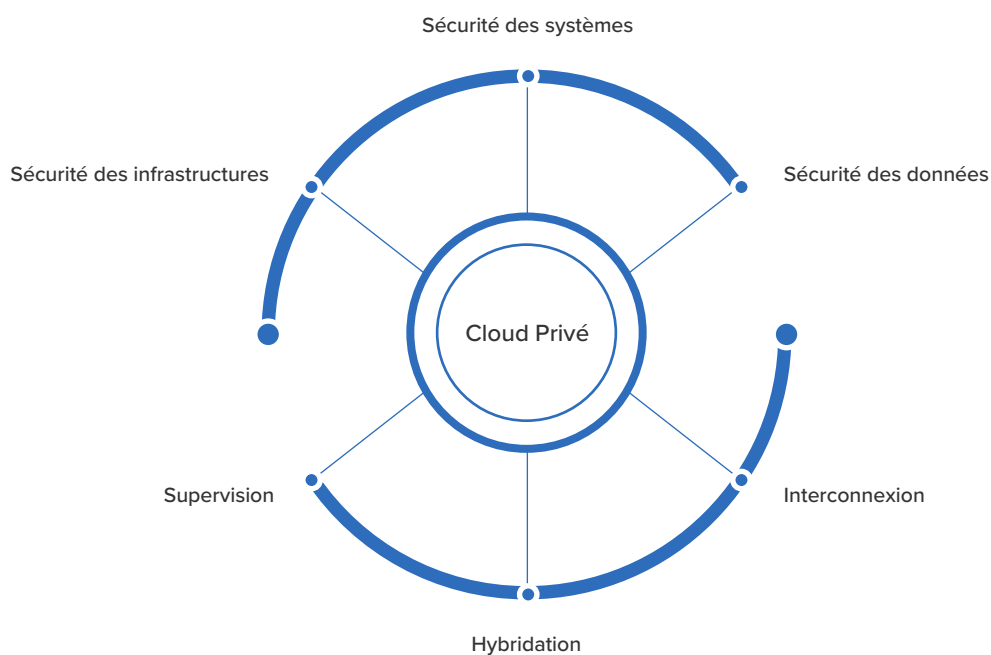 Sécurité des systèmes
Sécurité des infrastructures
Sécurité des données
Cloud Privé
Supervision
Interconnexion
Hybridation